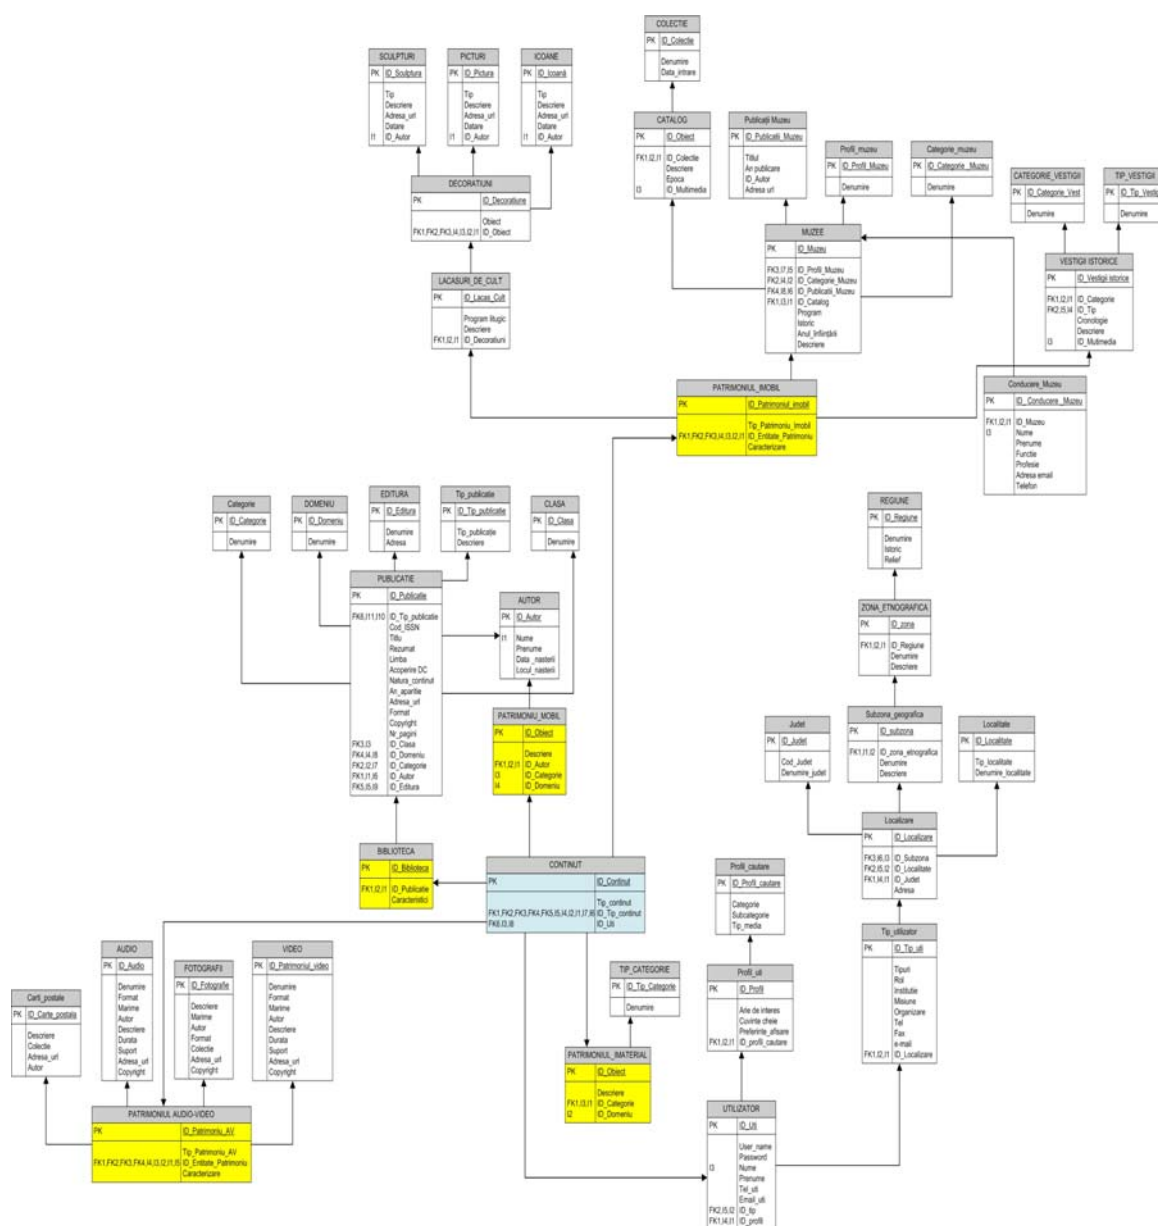 COLECTIE
PK ID_Colectie
Denumire
Data_intrare
SCULPTURI
PK ID_Sculptura
Tip
Descriere
Adresa_url
Datare
I1 ID_Autor
PICTURI
PK ID_Pictura
Tip
Descriere
Adresa_url
Datare
I1 ID_Autor
ICOANE
PK ID_Icoană
Tip
Descriere
Adresa_url
Datare
I1 ID_Autor
CATALOG
PK ID_Obiect
FK1,I2,I1 ID_Colectie
Descriere
Epoca
I3 ID_Multimedia
Publicații Muzeu
PK ID_Publicatii_Muzeu
Titlul
An publicare
ID_Autor
Adresa url
Profil_muzeu
PK ID_Profil_Muzeu
Denumire
Categorie_muzeu
PK ID_Categorie_Muzeu
Denumire
CATEGORIE_VESTIGII
PK ID_Categorie_Vest
Denumire
TIP_VESTIGII
PK ID_Tip_Vestigi
Denumire
DECORATIUNI
PK ID_Decoratiune
Obiect
FK1,FK2,FK3,I4,I3,I2,I1 ID_Obiect
MUZEE
PK ID_Muzeu
FK3,I7,I5 ID_Profil_Muzeu
FK2,I4,I2 ID_Categorie_Muzeu
FK4,I8,I6 ID_Publicatii_Muzeu
FK1,I3,I1 ID_Catalog
Program
Istoric
Anul_înființării
Descriere
VESTIGII ISTORICE
PK ID_Vestigii istorice
FK1,I2,I1 ID_Categorie
FK2,I5,I4 ID_Tip
Cronologie
Descriere
I3 ID_Mutimedia
LACASURI_DE_CULT
PK ID_Lacas_Cult
Program litugic
Descriere
FK1,I2,I1 ID_Decoratiuni
PATRIMONIUL_IMOBIL
PK ID_Patrimoniul_imobil
Tip_Patrimoniu_Imobil
FK1,FK2,FK3,I4,I3,I2,I1 ID_Entitate_Patrimoniu
Caracterizare
Conducere_Muzeu
PK ID_Conducere_Muzeu
FK1,I2,I1 ID_Muzeu
I3 Nume
Prenume
Functie
Profesie
Adresa email
Telefon
Categorie
PK ID_Categorie
Denumire
DOMENIU
PK ID_Domeniu
Denumire
EDITURA
PK ID_Editura
Denumire
Adresa
Tip_publicatie
PK ID_Tip_publicatie
Tip_publicație
Descriere
CLASA
PK ID_Clasa
Denumire
REGIUNE
PK ID_Regiune
Denumire
Istoric
Relief
PUBLICATIE
PK ID_Publicatie
FK6,I11,I10 ID_Tip_publicatie
Cod_ISSN
Titlu
Rezumat
Limba
Acoperire DC
Natura_continut
An_aparitie
Adresa_url
Format
Copyright
Nr_pagini
FK3,I3 ID_Clasa
FK4,I4,I8 ID_Domeniu
FK2,I2,I7 ID_Categorie
FK1,I1,I6 ID_Autor
FK5,I5,I9 ID_Editura
AUTOR
PK ID_Autor
I1 Nume
Prenume
Data _nasterii
Locul_nasterii
ZONA_ETNOGRAFICA
PK ID_zona
FK1,I2,I1 ID_Regiune
Denumire
Descriere
PATRIMONIU_MOBIL
PK ID_Obiect
Descriere
FK1,I2,I1 ID_Autor
I3 ID_Categorie
I4 ID_Domeniu
Judet
PK ID_Judet
Cod_Judet
Denumire_judet
Subzona_geografica
PK ID_subzona
FK1,I1,I2 ID_zona_etnografica
Denumire
Descriere
Localitate
PK ID_Localitate
Tip_localitate
Denumire_localitate
Localizare
PK ID_Localizare
FK3,I6,I3 ID_Subzona
FK2,I5,I2 ID_Localitate
FK1,I4,I1 ID_Judet
Adresa
BIBLIOTECA
PK ID_Biblioteca
FK1,I2,I1 ID_Publicatie
Caracteristici
CONTINUT
PK ID_Continut
Tip_continut
FK1,FK2,FK3,FK4,FK5,I5,I4,I2,I1,I7,I6 ID_Tip_continut
FK6,I3,I8 ID_Uti
Profil_cautare
PK ID_Profil_cautare
Categorie
Subcategorie
Tip_media
Tip_utilizator
PK ID_Tip_uti
Tipuri
Rol
Institutie
Misiune
Organizare
Tel
Fax
e-mail
FK1,I2,I1 ID_Localizare
AUDIO
PK ID_Audio
Denumire
Format
Marime
Autor
Descriere
Durata
Suport
Adresa_url
Copyright
FOTOGRAFII
PK ID_Fotografie
Descriere
Marime
Autor
Format
Colectie
Adresa_url
Copyright
VIDEO
PK ID_Patrimoniul_video
Denumire
Format
Marime
Autor
Descriere
Durata
Suport
Adresa_url
Copyright
TIP_CATEGORIE
PK ID_Tip_Categorie
Denumire
Profil_uti
PK ID_Profil
Arie de interes
Cuvinte cheie
Preferinte_afisare
FK1,I2,I1 ID_profil_cautare
Carti_postale
PK ID_Carte_postala
Descriere
Colectie
Adresa_url
Autor
PATRIMONIUL_IMATERIAL
PK ID_Obiect
Descriere
FK1,I3,I1 ID_Categorie
I2 ID_Domeniu
PATRIMONIUL AUDIO-VIDEO
PK ID_Patrimoniu_AV
Tip_Patrimoniu_AV
FK1,FK2,FK3,FK4,I4,I3,I2,I1,I5 ID_Entitate_Patrimoniu
Caracterizare
UTILIZATOR
PK ID_Uti
User_name
Password
I3 Nume
Prenume
Tel_uti
Email_uti
FK2,I5,I2 ID_tip
FK1,I4,I1 ID_profil